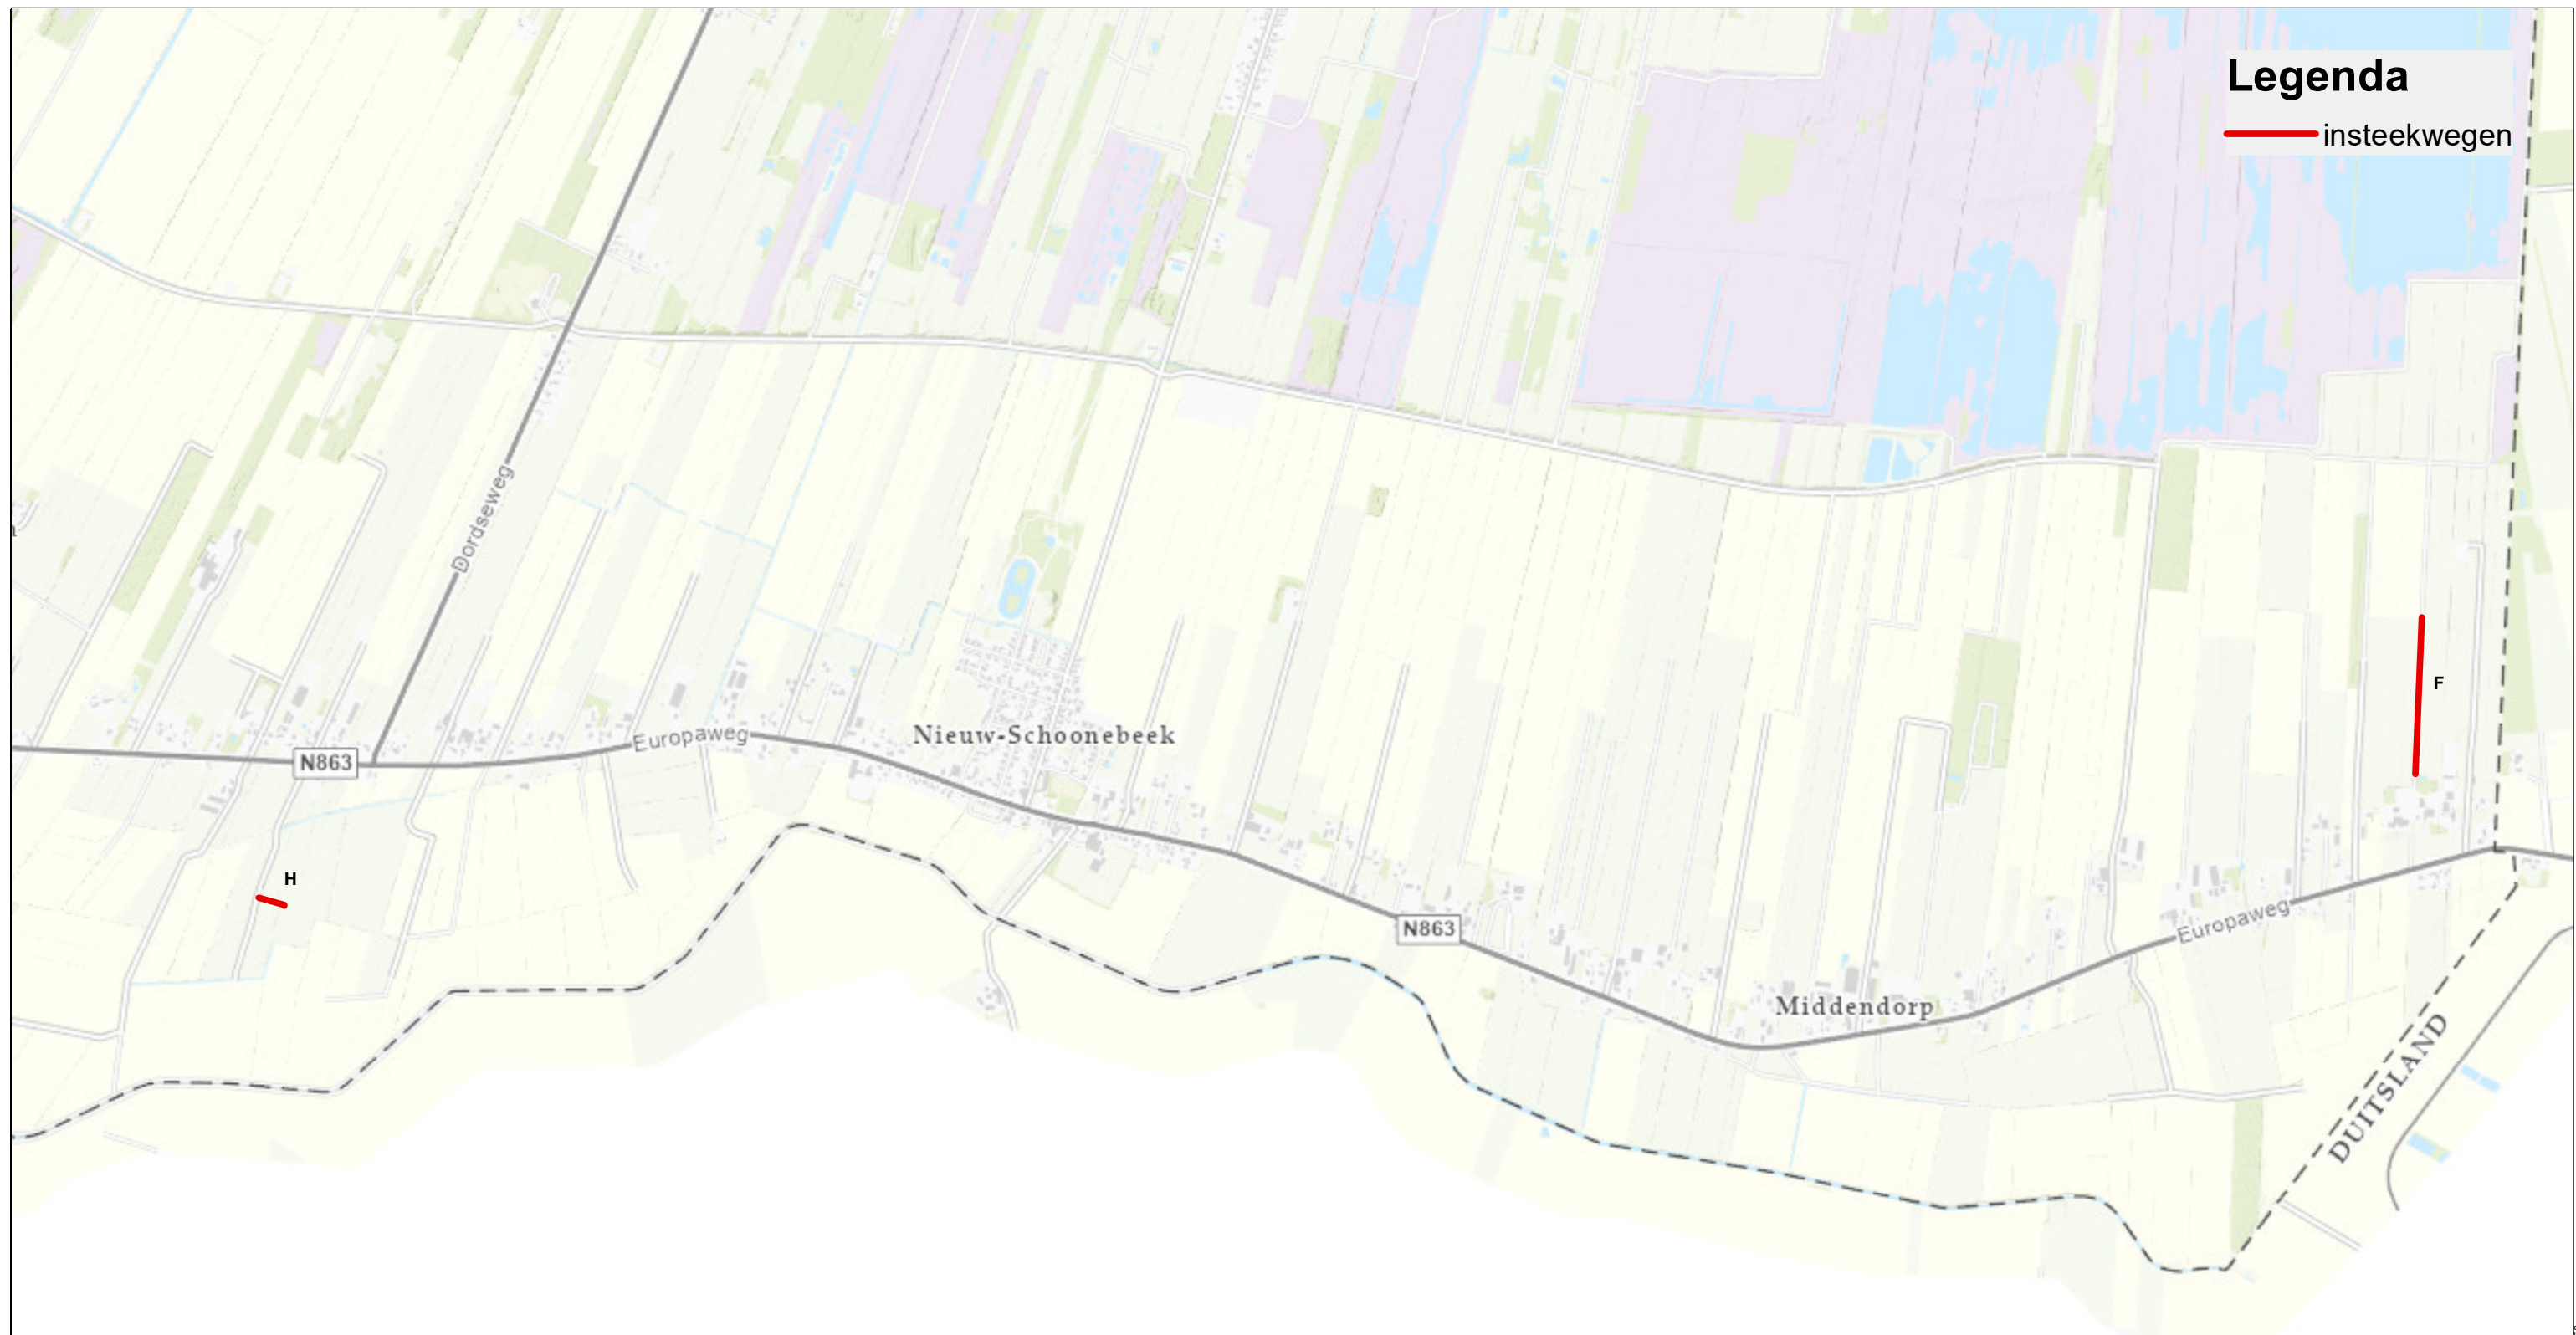 Legenda
insteekwegen
Dordseweg
F
Nieuw-Schoonebeek
Europaweg
N863
H
Europaweg
N863
Middendorp
DUITSLAND